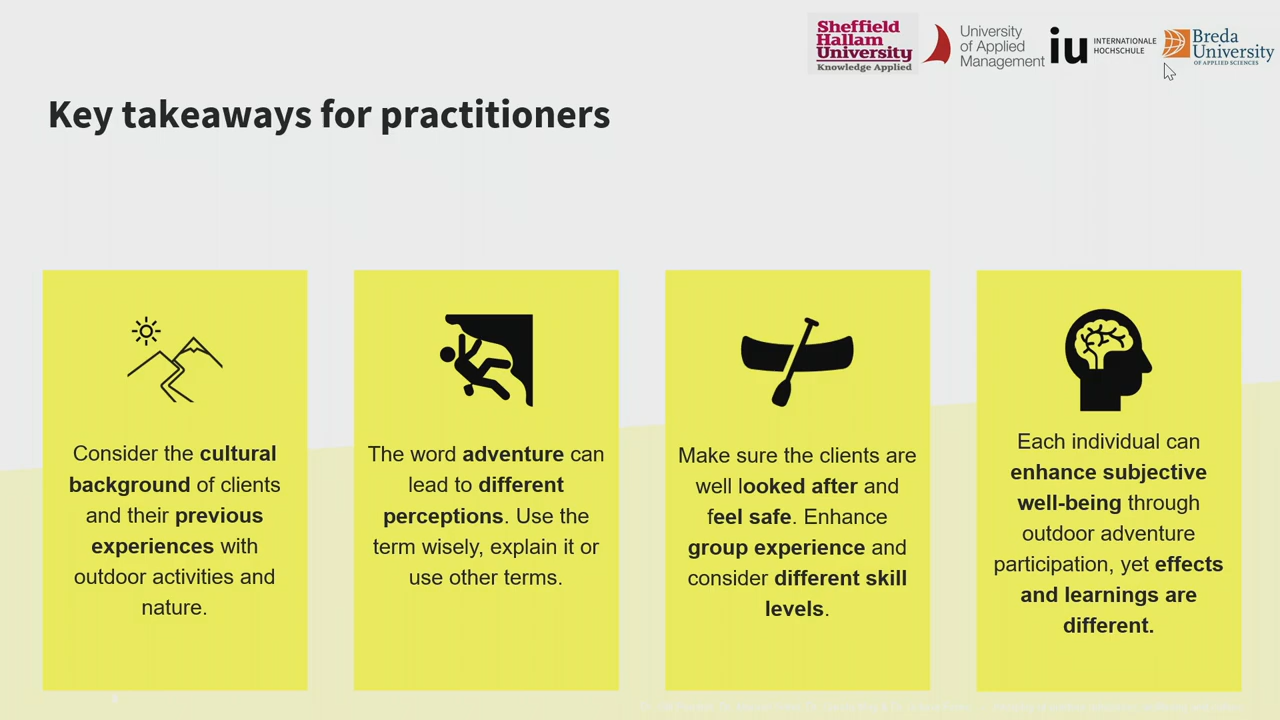 Sheffield
Hallam
University
Knowledge Applied
University
of Applied
Management
iu
INTERNATIONALE
HOCHSCHULE
Breda
University
OF APPLIED SCIENCES
Key takeaways for practitioners
Consider the cultural
background of clients
and their previous
experiences with
outdoor activities and
nature.
The word adventure can
lead to different
perceptions. Use the
term wisely, explain it or
use other terms.
Make sure the clients are
well looked after and
feel safe. Enhance
group experience and
consider different skill
levels.
Each individual can
enhance subjective
well-being through
outdoor adventure
participation, yet effects
and learnings are
different.